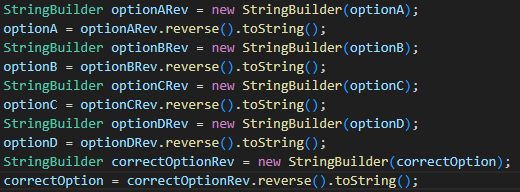 StringBuilder optionARev = new StringBuilder(optionA);
optionA = optionARev.reverse().toString();
StringBuilder optionBRev = new StringBuilder(optionB);
optionB = optionBRev.reverse().toString();
StringBuilder optionCRev = new StringBuilder(optionC);
optionC = optionCRev.reverse().toString();
StringBuilder optionDRev = new StringBuilder(optionD);
optionD = optionDRev.reverse().toString();
StringBuilder correctOptionRev = new StringBuilder(correctOption);
correctOption = correctOptionRev.reverse().toString();